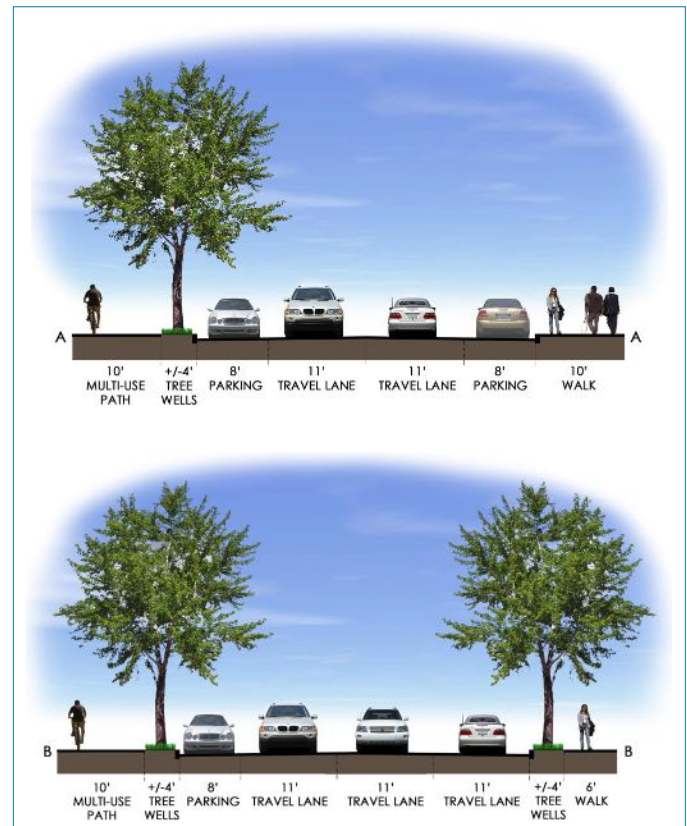 A A
10' +/-4' 8' 11' 11' 8' 10'
MULTI-USE TREE PARKING TRAVEL LANE TRAVEL LANE PARKING WALK
PATH WELLS
B B
10' +/-4' 8' 11' 11' 11' +/-4' 6'
MULTI-USE TREE PARKING TRAVEL LANE TRAVEL LANE TRAVEL LANE TREE WALK
PATH WELLS WELLS